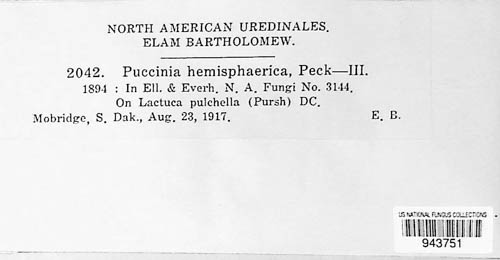 NORTH AMERICAN UREDINALES.
ELAM BARTHOLOMEW.
2042. Puccinia hemisphaerica, Peck—III.
1894 : In Ell. & Everh. N. A. Fungi No. 3144.
On Lactuca pulchella (Pursh) DC.
Mobridge, S. Dak., Aug. 23, 1917. E. B.
US NATIONAL FUNGUS COLLECTIONS
943751